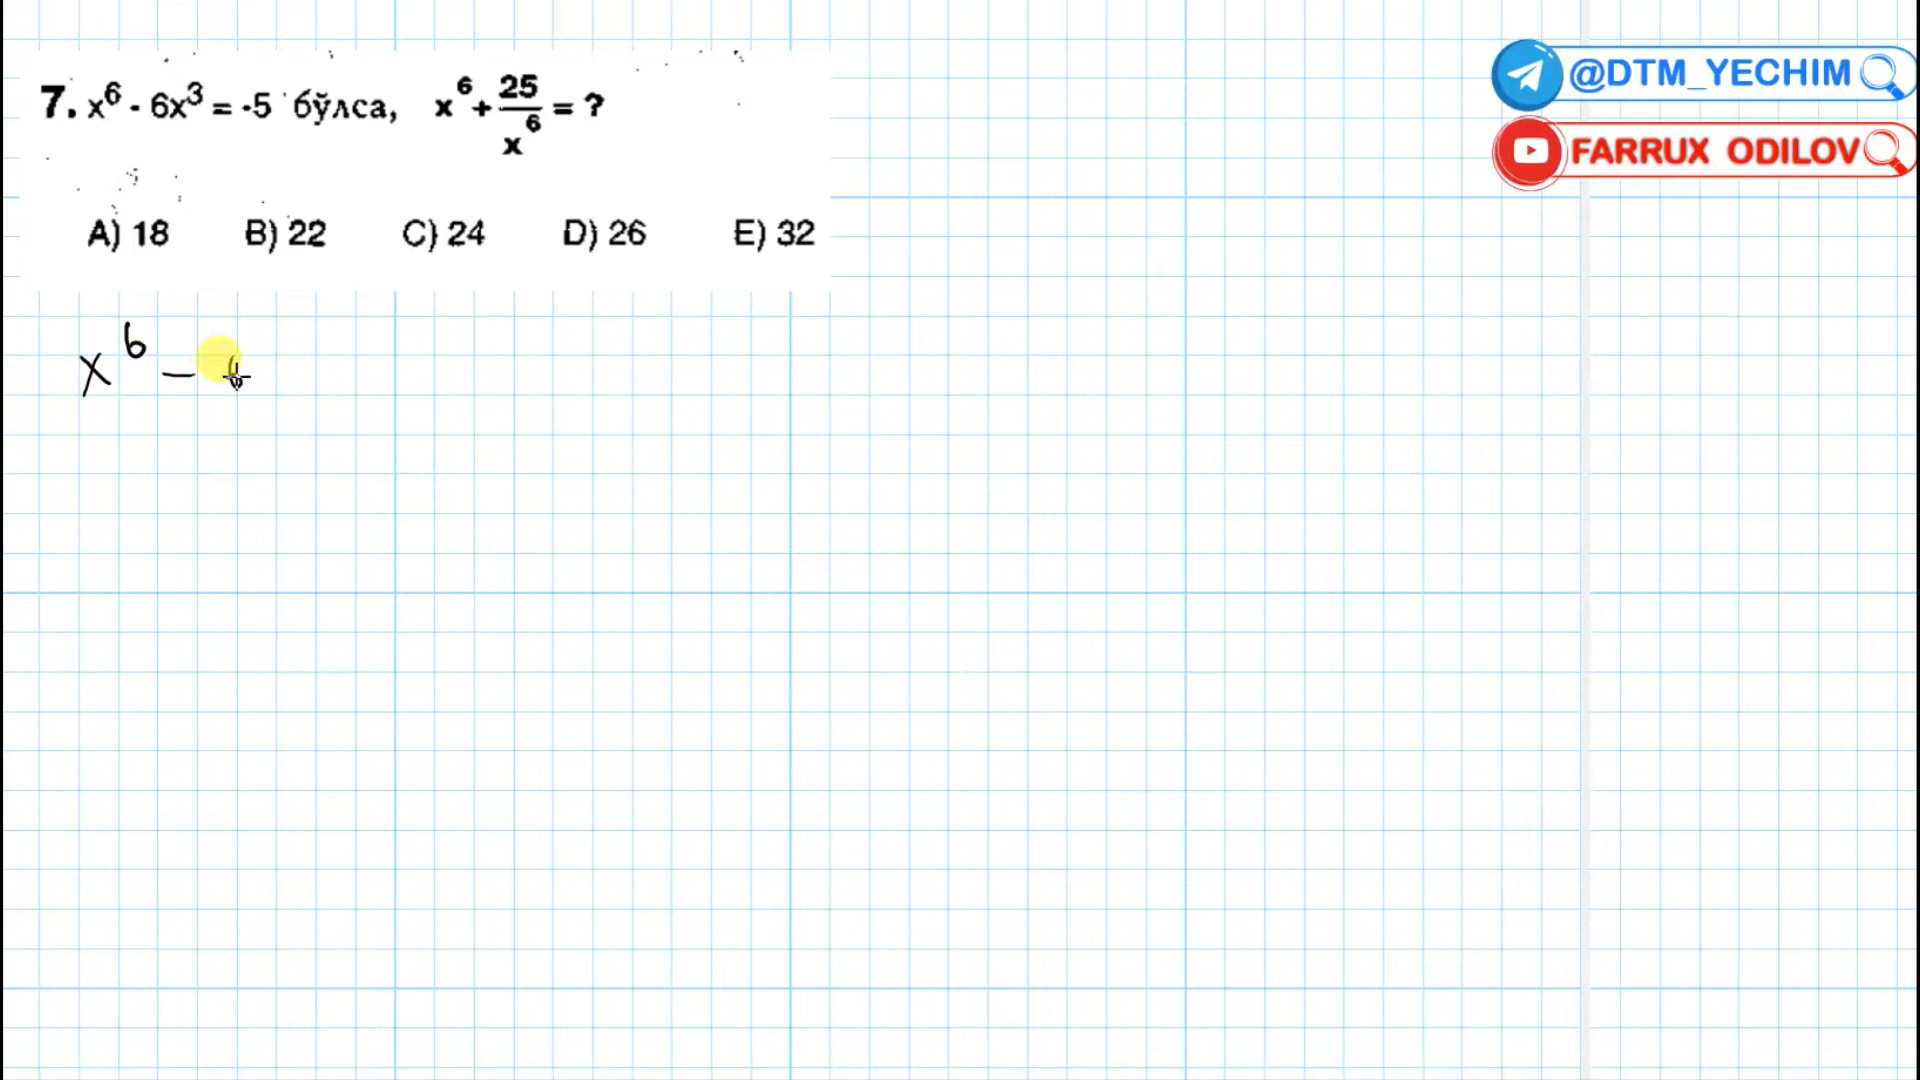 7. x⁶ - 6x³ = -5 бўлса, x⁶ + 25/x⁶ = ?
A) 18 B) 22 C) 24 D) 26 E) 32
x⁶ –
@DTM_YECHIM
FARRUX ODILOV